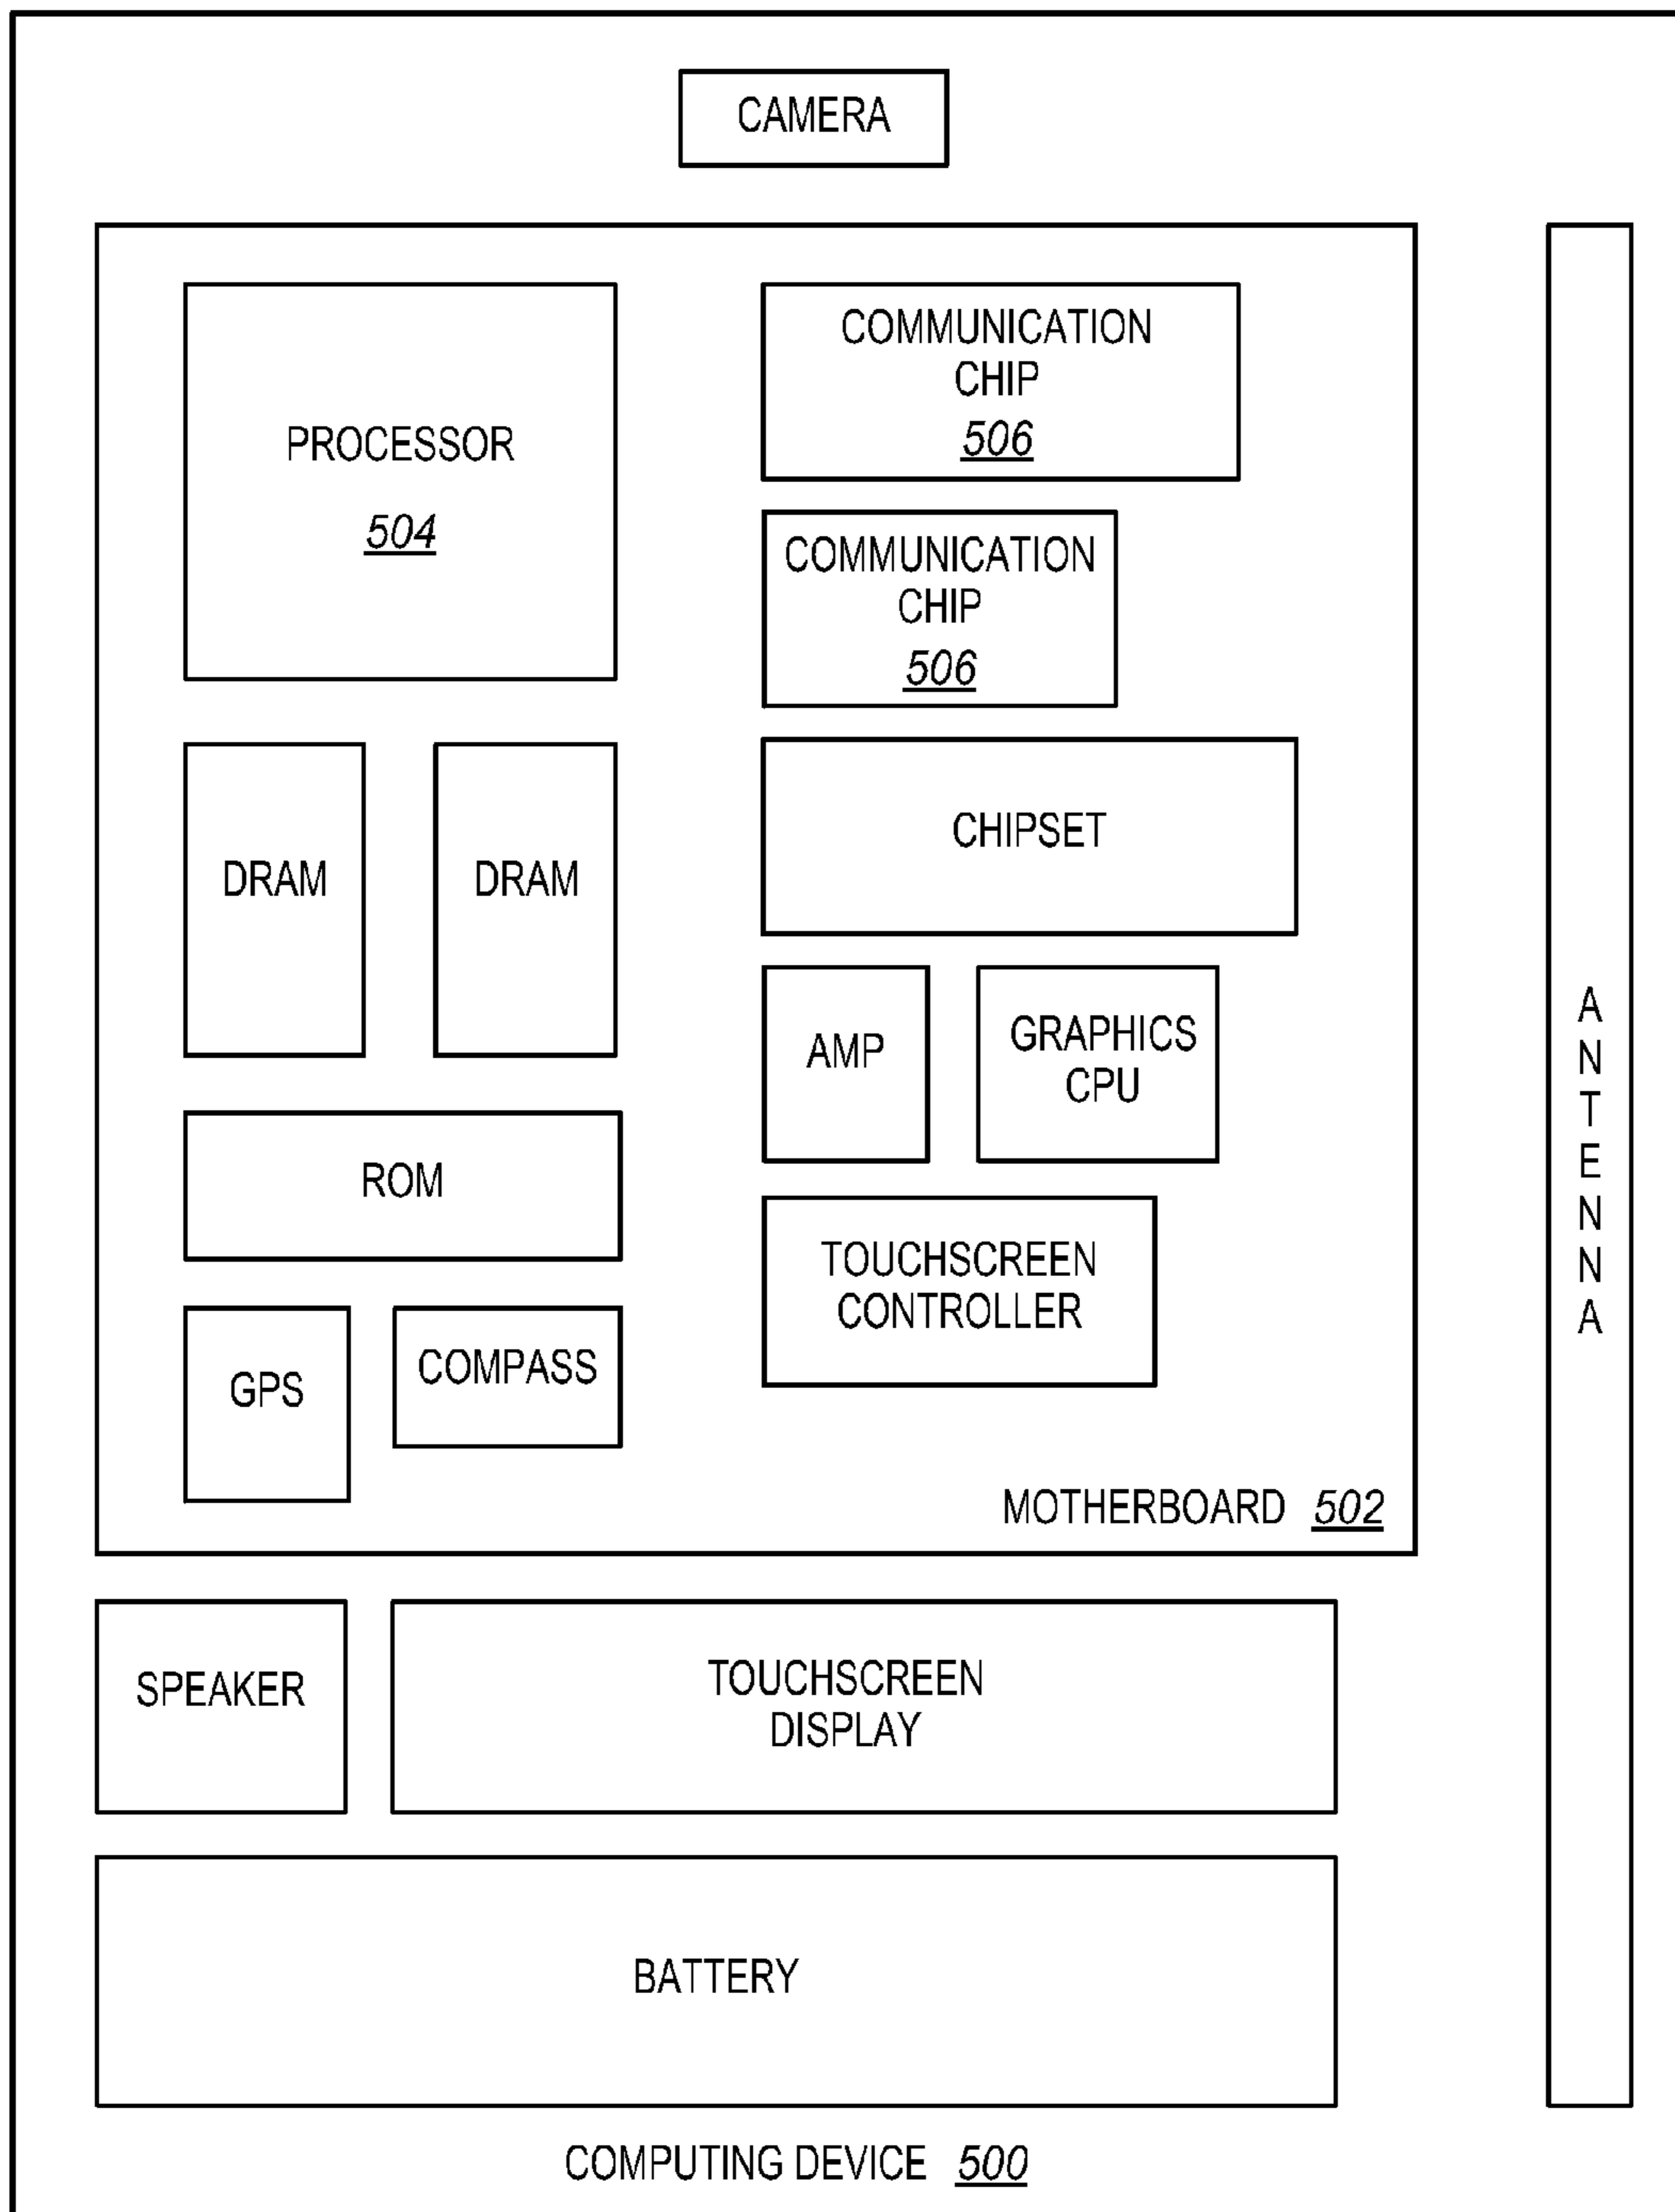 CAMERA
PROCESSOR
504
COMMUNICATION
CHIP
506
COMMUNICATION
CHIP
506
DRAM
DRAM
CHIPSET
AMP
GRAPHICS
CPU
ROM
TOUCHSCREEN
CONTROLLER
GPS
COMPASS
MOTHERBOARD 502
ANTENNA
SPEAKER
TOUCHSCREEN
DISPLAY
BATTERY
COMPUTING DEVICE 500